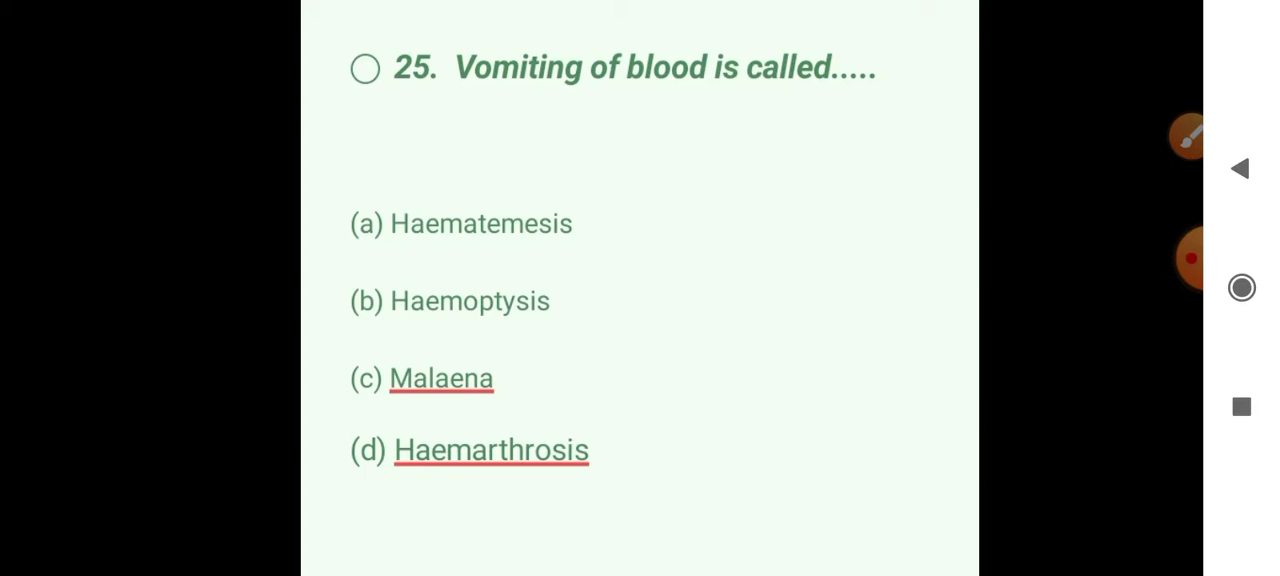 25. Vomiting of blood is called.....
(a) Haematemesis
(b) Haemoptysis
(c) Malaena
(d) Haemarthrosis